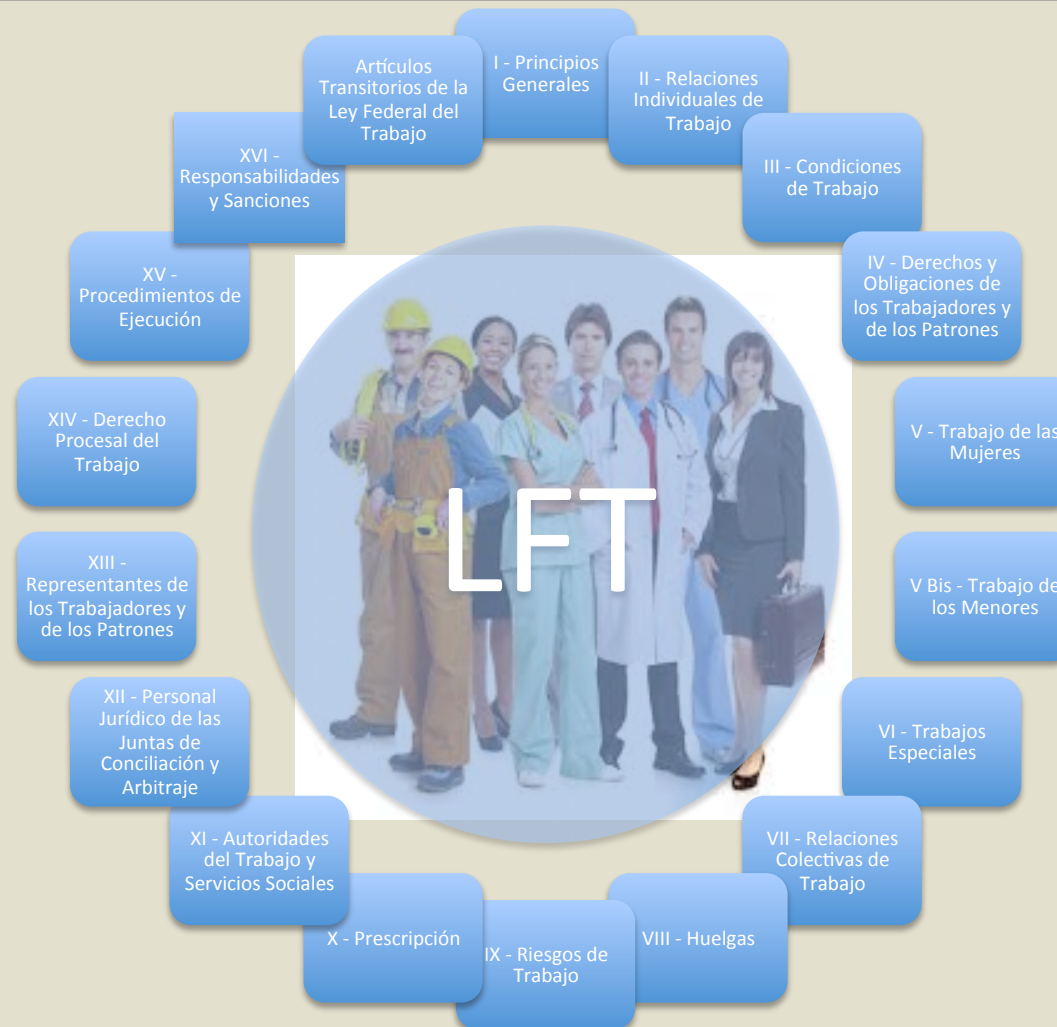 I - Principios
Generales
II - Relaciones
Individuales de
Trabajo
III - Condiciones
de Trabajo
IV - Derechos y
Obligaciones de
los Trabajadores y
de los Patrones
V - Trabajo de las
Mujeres
V Bis - Trabajo de
los Menores
VI - Trabajos
Especiales
VII - Relaciones
Colectivas de
Trabajo
VIII - Huelgas
IX - Riesgos de
Trabajo
X - Prescripción
XI - Autoridades
del Trabajo y
Servicios Sociales
XII - Personal
Jurídico de las
Juntas de
Conciliación y
Arbitraje
XIII -
Representantes de
los Trabajadores y
de los Patrones
XIV - Derecho
Procesal del
Trabajo
XV -
Procedimientos de
Ejecución
XVI -
Responsabilidades
y Sanciones
Artículos
Transitorios de la
Ley Federal del
Trabajo
LFT